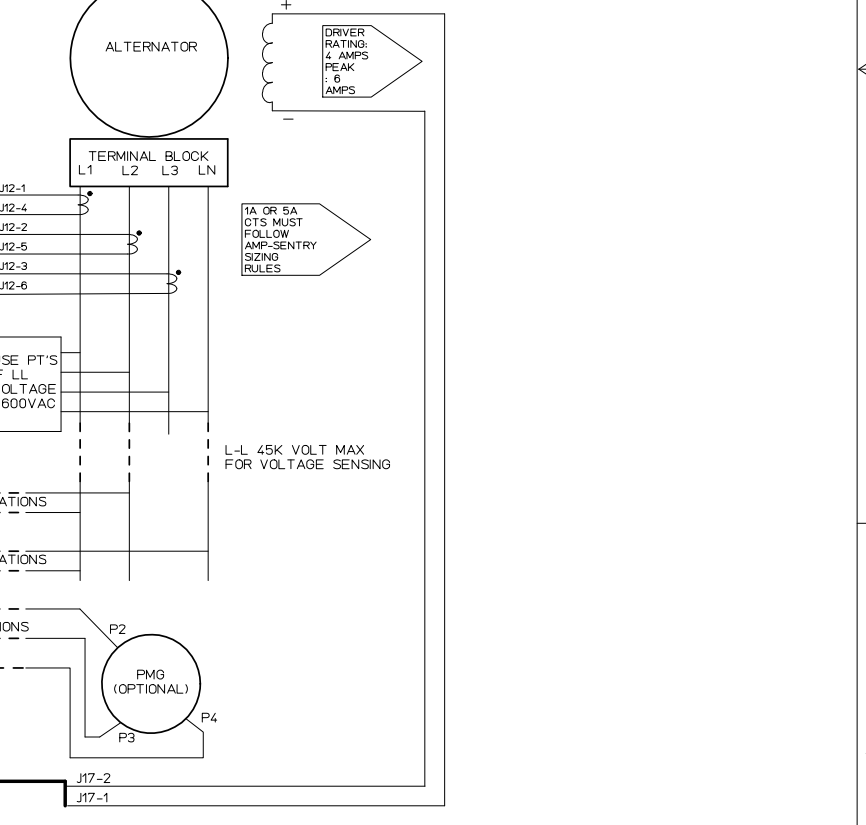 +
ALTERNATOR
DRIVER
RATING:
4 AMPS
PEAK
: 6
AMPS
−
TERMINAL BLOCK
L1 L2 L3 LN
J12-1
J12-4
J12-2
J12-5
J12-3
J12-6
1A OR 5A
CTS MUST
FOLLOW
AMP-SENTRY
SIZING
RULES
SE PT'S
F LL
OLTAGE
600VAC
L-L 45K VOLT MAX
FOR VOLTAGE SENSING
ATIONS
ATIONS
IONS
P2
PMG
(OPTIONAL)
P4
P3
J17-2
J17-1